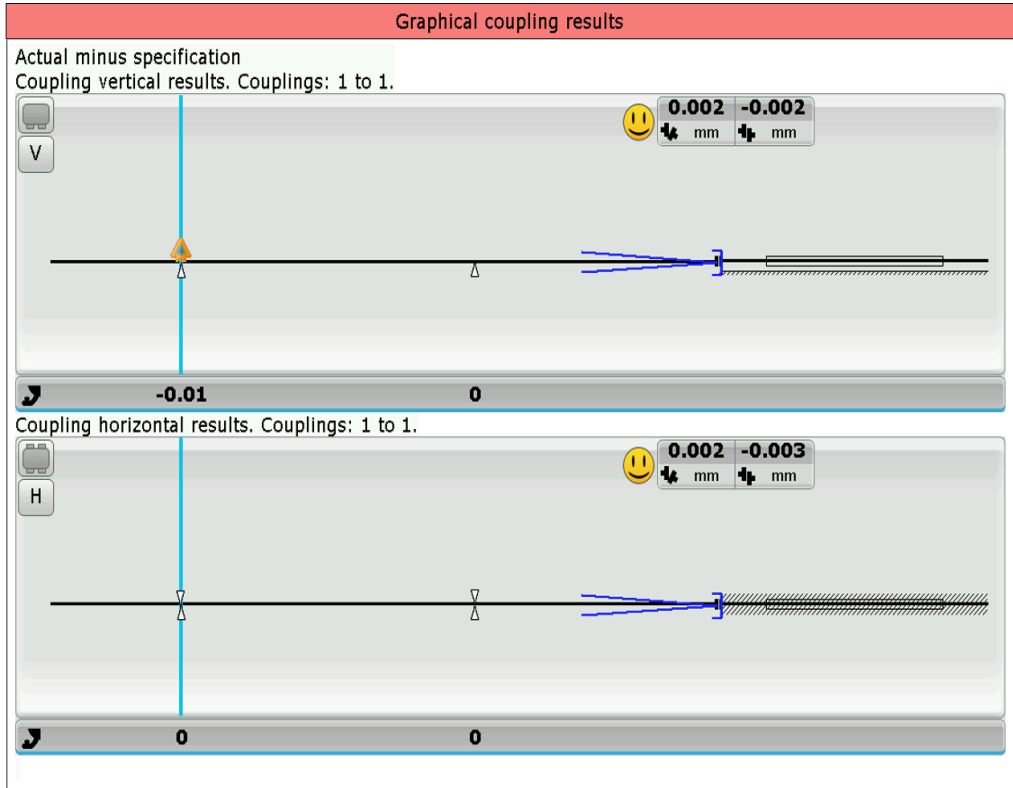 Graphical coupling results
Actual minus specification
Coupling vertical results. Couplings: 1 to 1.
0.002 -0.002
mm mm
V
-0.01 0
Coupling horizontal results. Couplings: 1 to 1.
0.002 -0.003
mm mm
H
0 0